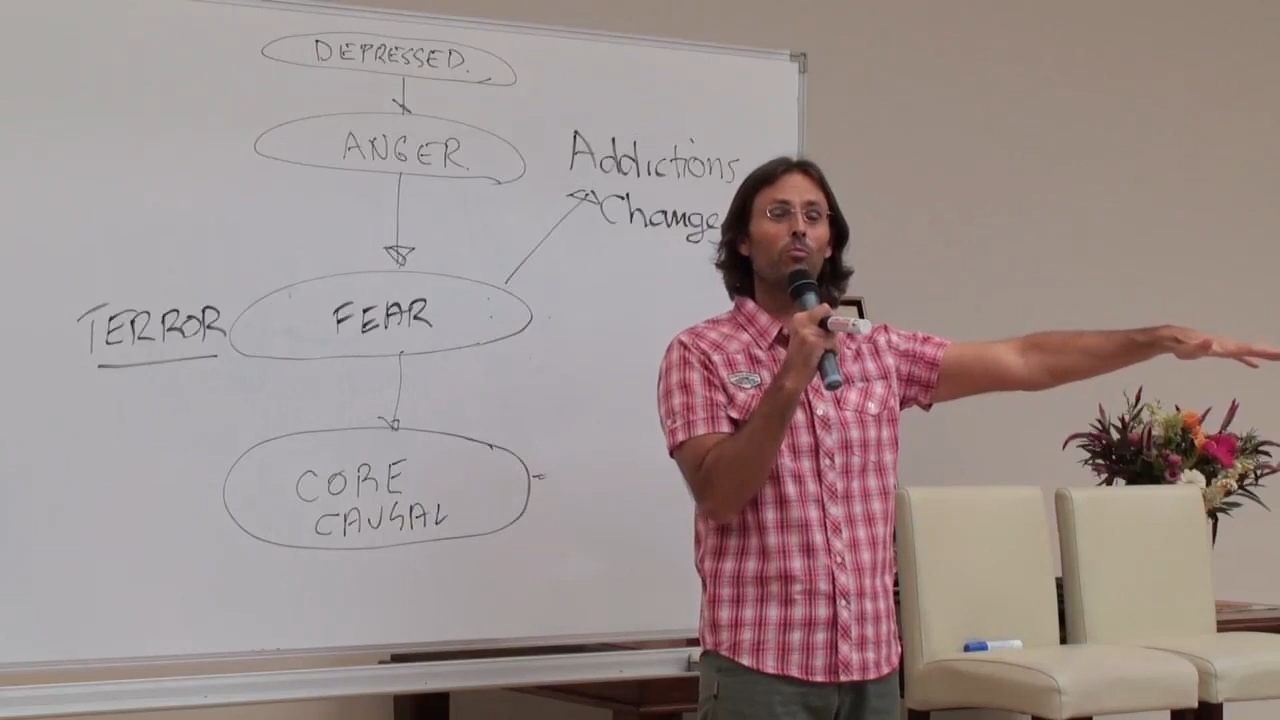 DEPRESSED.
ANGER
Addictions
Change
TERROR
FEAR
CORE
CAUSAL